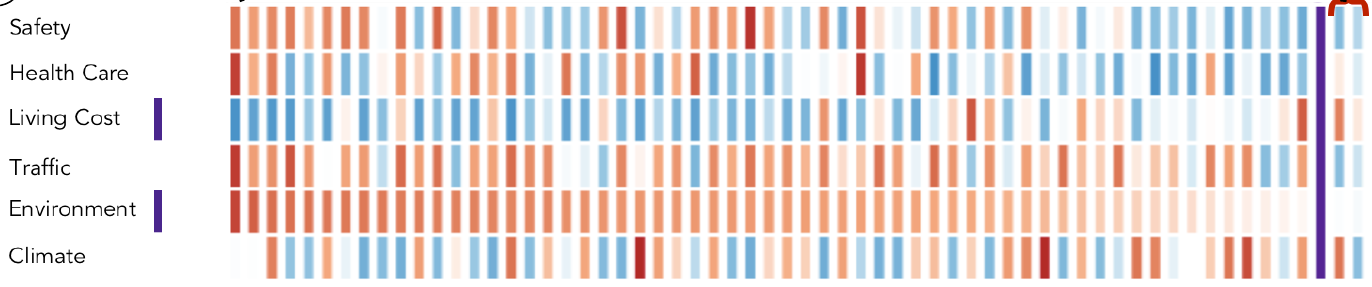 Safety
Health Care
Living Cost
Traffic
Environment
Climate